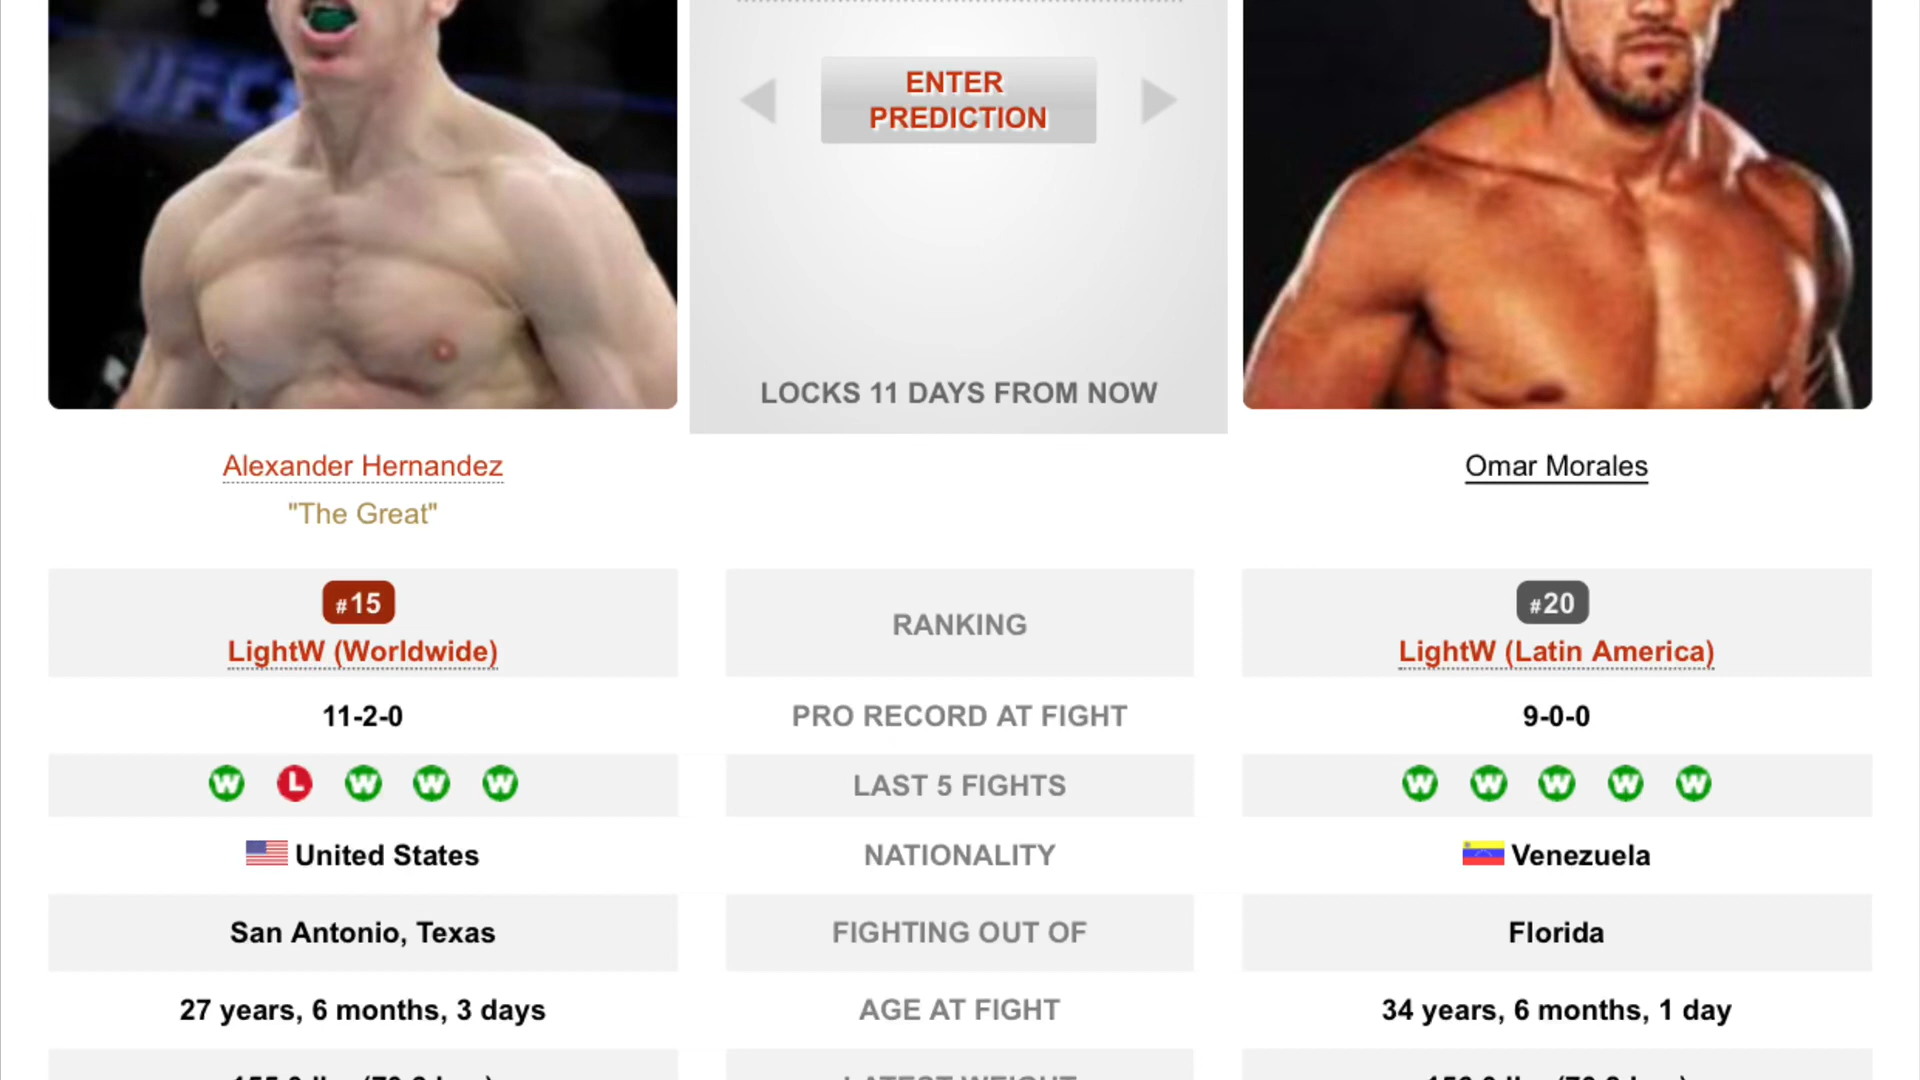 UFC
ENTER
PREDICTION
LOCKS 11 DAYS FROM NOW
Alexander Hernandez
Omar Morales
"The Great"
#15
RANKING
#20
LightW (Worldwide)
LightW (Latin America)
11-2-0
PRO RECORD AT FIGHT
9-0-0
W L W W W
LAST 5 FIGHTS
W W W W W
United States
NATIONALITY
Venezuela
San Antonio, Texas
FIGHTING OUT OF
Florida
27 years, 6 months, 3 days
AGE AT FIGHT
34 years, 6 months, 1 day
LATEST WEIGHT